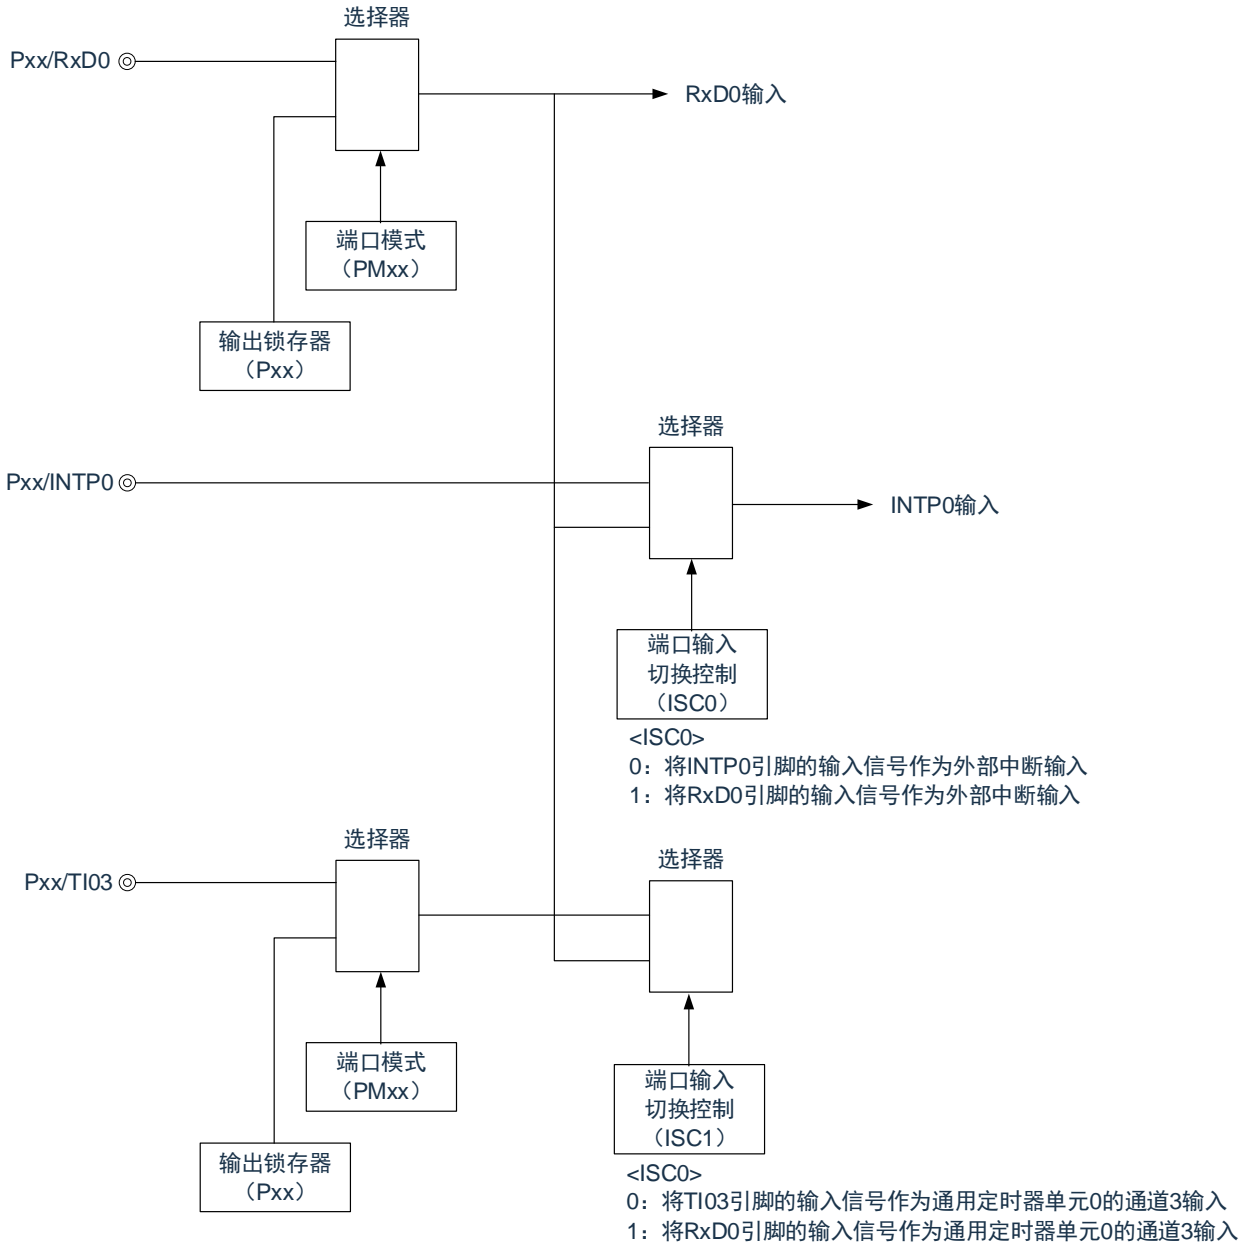 选择器
Pxx/RxD0
RxD0输入
端口模式
（PMxx）
输出锁存器
（Pxx）
选择器
Pxx/INTP0
INTP0输入
端口输入
切换控制
（ISC0）
<ISC0>
0：将INTP0引脚的输入信号作为外部中断输入
1：将RxD0引脚的输入信号作为外部中断输入
选择器
选择器
Pxx/TI03
端口模式
（PMxx）
端口输入
切换控制
（ISC1）
输出锁存器
（Pxx）
<ISC0>
0：将TI03引脚的输入信号作为通用定时器单元0的通道3输入
1：将RxD0引脚的输入信号作为通用定时器单元0的通道3输入